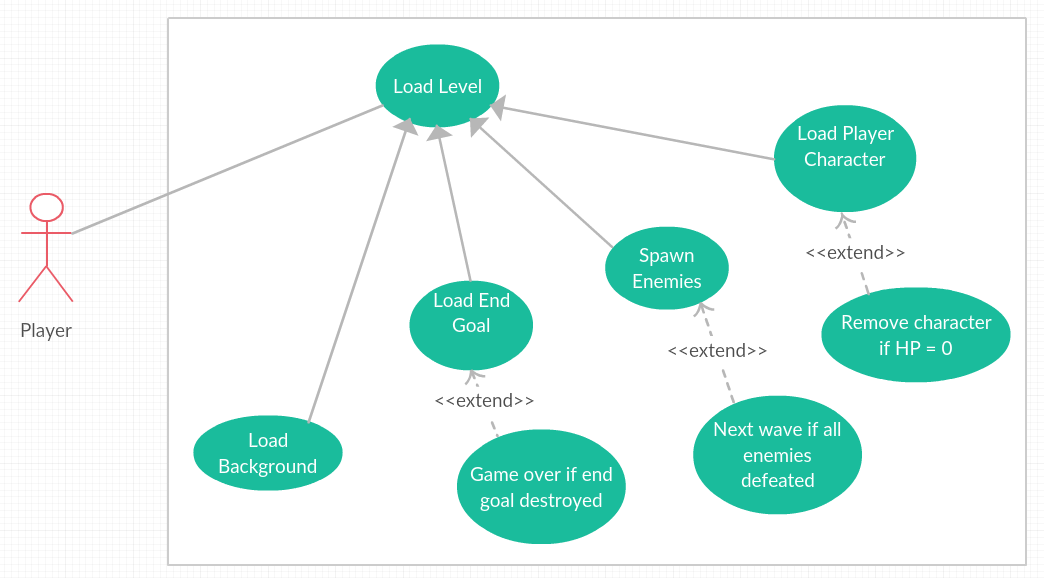 Load Level
Load Player
Character
<<extend>>
Spawn
Enemies
Load End
Goal
Remove character
if HP = 0
Player
<<extend>>
<<extend>>
Load
Background
Next wave if all
enemies
defeated
Game over if end
goal destroyed